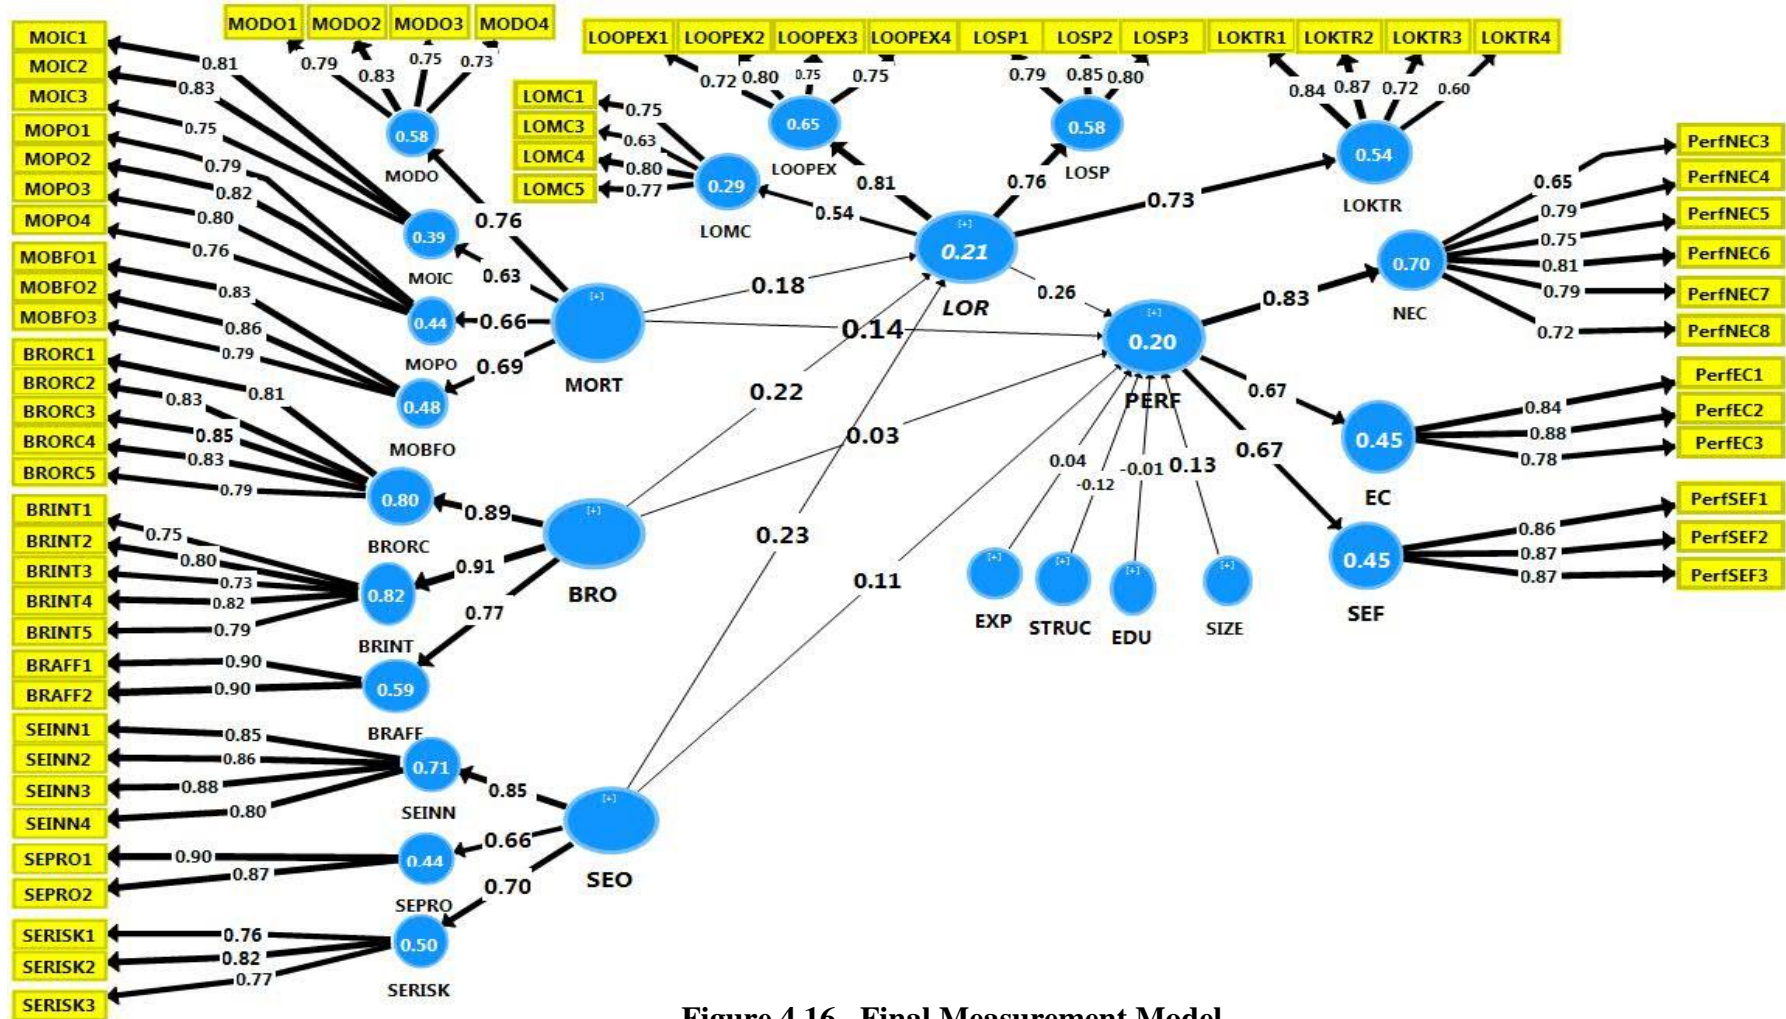 MODO1 MODO2 MODO3 MODO4
LOOPEX1 LOOPEX2 LOOPEX3 LOOPEX4 LOSP1 LOSP2 LOSP3 LOKTR1 LOKTR2 LOKTR3 LOKTR4
MOIC1
MOIC2
MOIC3
MOPO1
MOPO2
MOPO3
MOPO4
MOBFO1
MOBFO2
MOBFO3
BRORC1
BRORC2
BRORC3
BRORC4
BRORC5
BRINT1
BRINT2
BRINT3
BRINT4
BRINT5
BRAFF1
BRAFF2
SEINN1
SEINN2
SEINN3
SEINN4
SEPRO1
SEPRO2
SERISK1
SERISK2
SERISK3
0.81
0.83
0.75
0.79
0.82
0.80
0.76
0.83
0.86
0.79
0.81
0.83
0.85
0.83
0.79
0.75
0.80
0.73
0.82
0.79
0.90
0.90
0.85
0.86
0.88
0.80
0.90
0.87
0.76
0.82
0.77
0.79 0.83 0.75 0.73
0.58
MODO
0.39
MOIC
0.44
MOPO
0.48
MOBFO
0.80
BRORC
0.82
BRINT
0.59
BRAFF
0.71
SEINN
0.44
SEPRO
0.50
SERISK
0.76
0.63
0.66
0.69
0.89
0.91
0.77
0.85
0.66
0.70
[+]
MORT
[+]
BRO
[+]
SEO
LOMC1
LOMC3
LOMC4
LOMC5
0.75
0.63
0.80
0.77
0.29
LOMC
0.72 0.80 0.75 0.75
0.65
LOOPEX
0.79 0.85 0.80
0.58
LOSP
0.84 0.87 0.72 0.60
0.54
LOKTR
0.54
0.81
0.76
0.73
[+]
0.21
LOR
0.18
0.14
0.22
0.03
0.23
0.11
0.26
[+]
0.20
PERF
0.04
-0.12
-0.01
0.13
[+]
EXP
[+]
STRUC
[+]
EDU
[+]
SIZE
0.83
0.67
0.67
0.70
NEC
0.45
EC
0.45
SEF
0.65
0.79
0.75
0.81
0.79
0.72
0.84
0.88
0.78
0.86
0.87
0.87
PerfNEC3
PerfNEC4
PerfNEC5
PerfNEC6
PerfNEC7
PerfNEC8
PerfEC1
PerfEC2
PerfEC3
PerfSEF1
PerfSEF2
PerfSEF3
Figure 4.16 Final Measurement Model